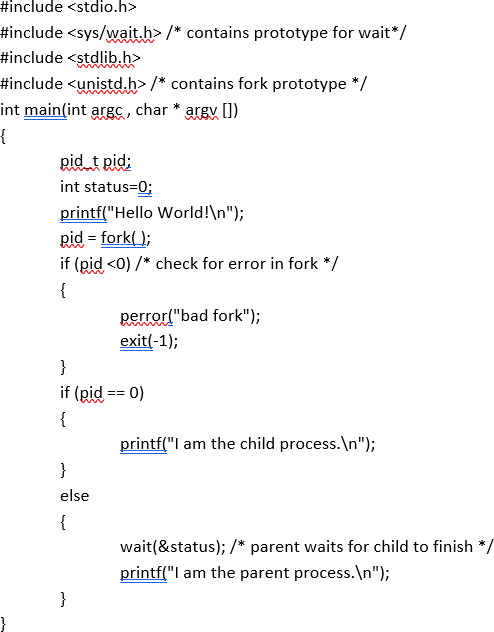 #include <stdio.h>
#include <sys/wait.h> /* contains prototype for wait*/
#include <stdlib.h>
#include <unistd.h> /* contains fork prototype */
int main(int argc , char * argv [])
{
pid_t pid;
int status=0;
printf("Hello World!\n");
pid = fork( );
if (pid <0) /* check for error in fork */
{
perror("bad fork");
exit(-1);
}
if (pid == 0)
{
printf("I am the child process.\n");
}
else
{
wait(&status); /* parent waits for child to finish */
printf("I am the parent process.\n");
}
}